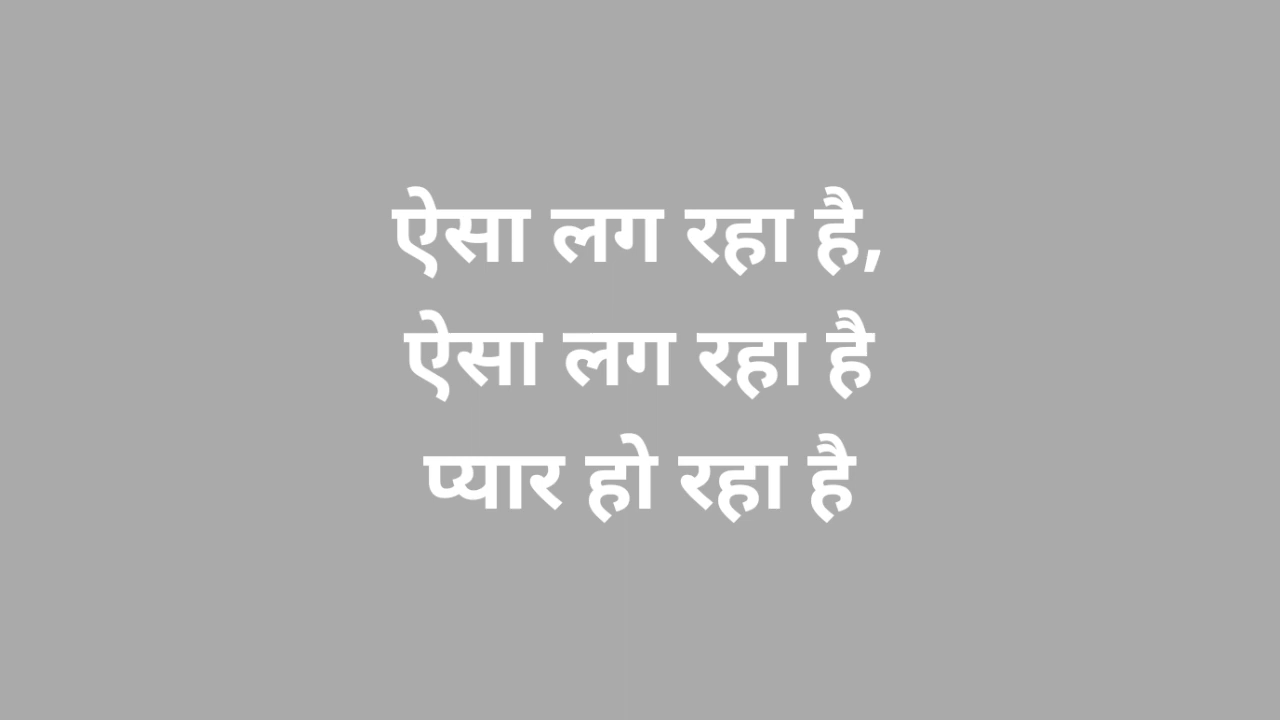 ऐसा लग रहा है,
ऐसा लग रहा है
प्यार हो रहा है